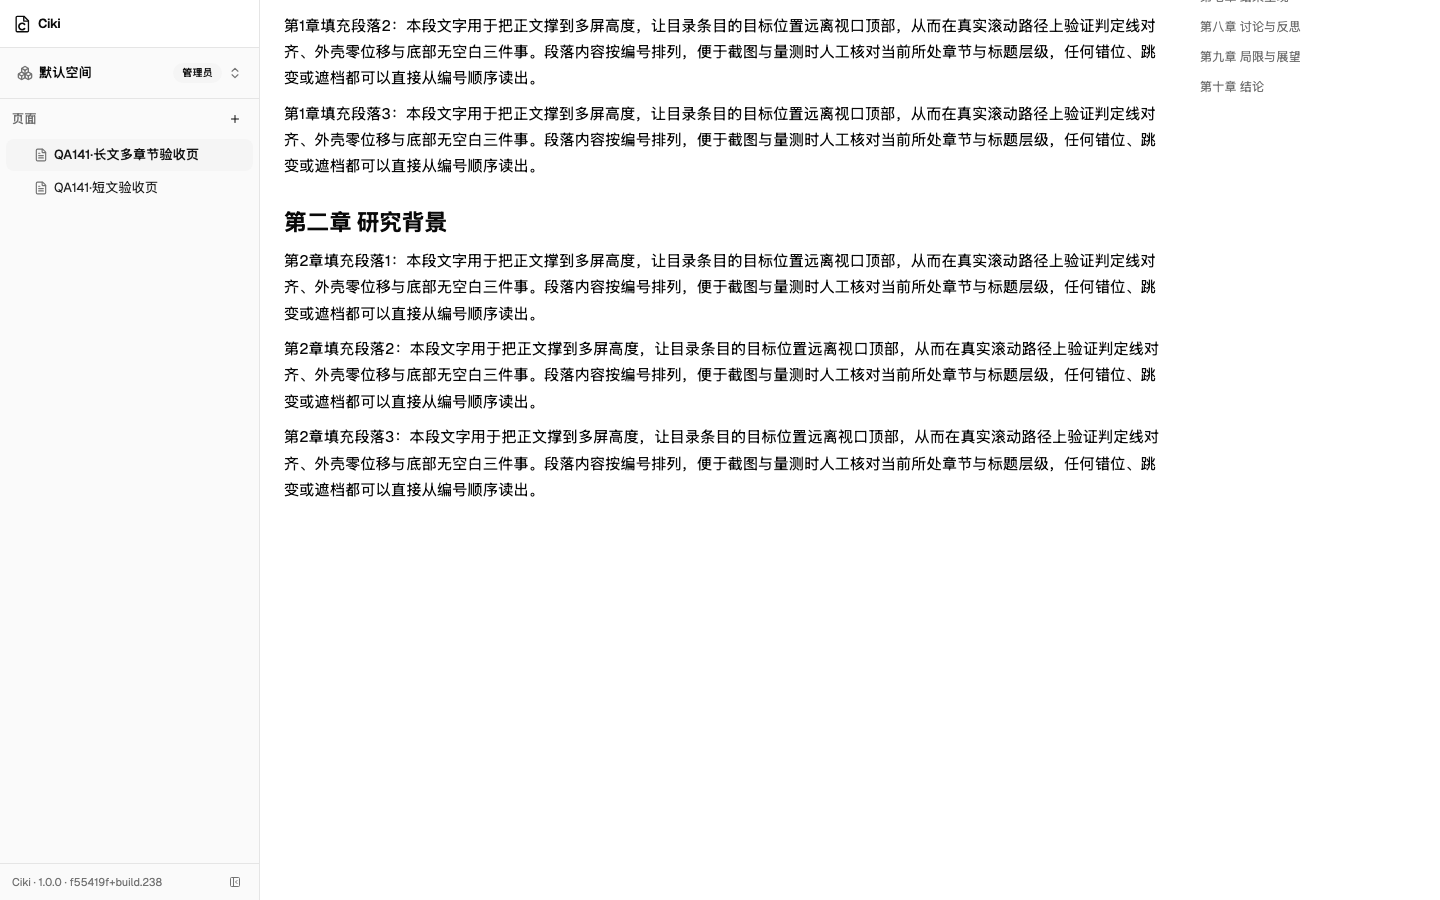 Ciki
默认空间
管理员
页面
+
QA141·长文多章节验收页
QA141·短文验收页
Ciki · 1.0.0 · f55419f+build.238
第1章填充段落2：本段文字用于把正文撑到多屏高度，让目录条目的目标位置远离视口顶部，从而在真实滚动路径上验证判定线对
齐、外壳零位移与底部无空白三件事。段落内容按编号排列，便于截图与量测时人工核对当前所处章节与标题层级，任何错位、跳
变或遮档都可以直接从编号顺序读出。
第1章填充段落3：本段文字用于把正文撑到多屏高度，让目录条目的目标位置远离视口顶部，从而在真实滚动路径上验证判定线对
齐、外壳零位移与底部无空白三件事。段落内容按编号排列，便于截图与量测时人工核对当前所处章节与标题层级，任何错位、跳
变或遮档都可以直接从编号顺序读出。
第二章 研究背景
第2章填充段落1：本段文字用于把正文撑到多屏高度，让目录条目的目标位置远离视口顶部，从而在真实滚动路径上验证判定线对
齐、外壳零位移与底部无空白三件事。段落内容按编号排列，便于截图与量测时人工核对当前所处章节与标题层级，任何错位、跳
变或遮档都可以直接从编号顺序读出。
第2章填充段落2：本段文字用于把正文撑到多屏高度，让目录条目的目标位置远离视口顶部，从而在真实滚动路径上验证判定线对
齐、外壳零位移与底部无空白三件事。段落内容按编号排列，便于截图与量测时人工核对当前所处章节与标题层级，任何错位、跳
变或遮档都可以直接从编号顺序读出。
第2章填充段落3：本段文字用于把正文撑到多屏高度，让目录条目的目标位置远离视口顶部，从而在真实滚动路径上验证判定线对
齐、外壳零位移与底部无空白三件事。段落内容按编号排列，便于截图与量测时人工核对当前所处章节与标题层级，任何错位、跳
变或遮档都可以直接从编号顺序读出。
第八章 讨论与反思
第九章 局限与展望
第十章 结论